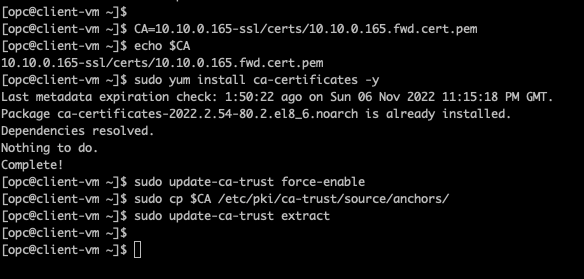 [opc@client-vm ~]$
[opc@client-vm ~]$ CA=10.10.0.165-ssl/certs/10.10.0.165.fwd.cert.pem
[opc@client-vm ~]$ echo $CA
10.10.0.165-ssl/certs/10.10.0.165.fwd.cert.pem
[opc@client-vm ~]$ sudo yum install ca-certificates -y
Last metadata expiration check: 1:50:22 ago on Sun 06 Nov 2022 11:15:18 PM GMT.
Package ca-certificates-2022.2.54-80.2.el8_6.noarch is already installed.
Dependencies resolved.
Nothing to do.
Complete!
[opc@client-vm ~]$ sudo update-ca-trust force-enable
[opc@client-vm ~]$ sudo cp $CA /etc/pki/ca-trust/source/anchors/
[opc@client-vm ~]$ sudo update-ca-trust extract
[opc@client-vm ~]$
[opc@client-vm ~]$